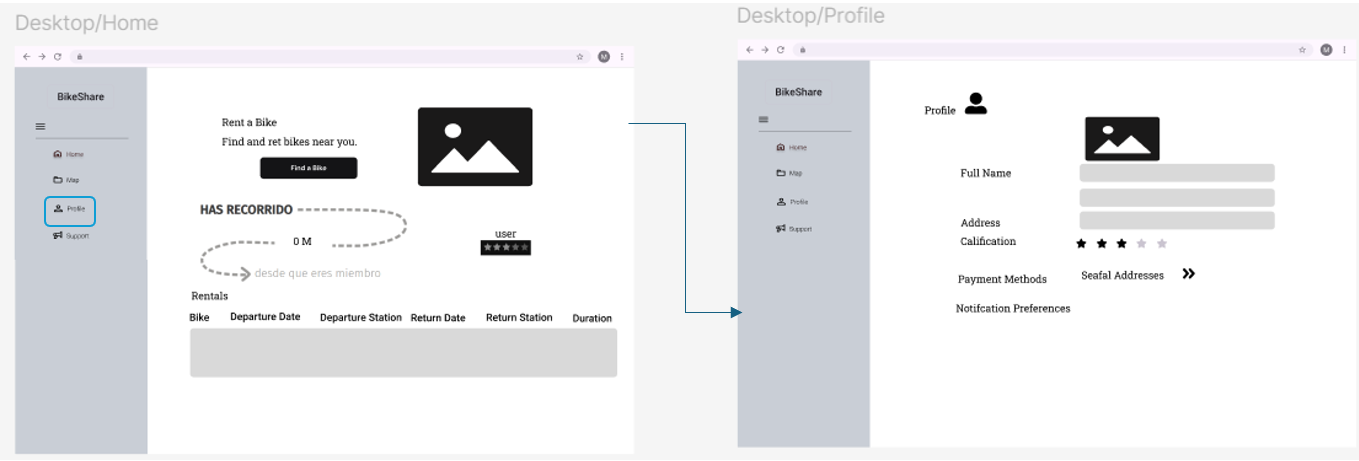 Desktop/Home
M
BikeShare
Home
Map
Profile
Support
Rent a Bike
Find and ret bikes near you.
Find a Bike
HAS RECORRIDO
0 M
desde que eres miembro
user
Rentals
Bike Departure Date Departure Station Return Date Return Station Duration
Desktop/Profile
M
BikeShare
Home
Map
Profile
Support
Profile
Full Name
Address
Calification
Payment Methods Seafal Addresses
Notifcation Preferences